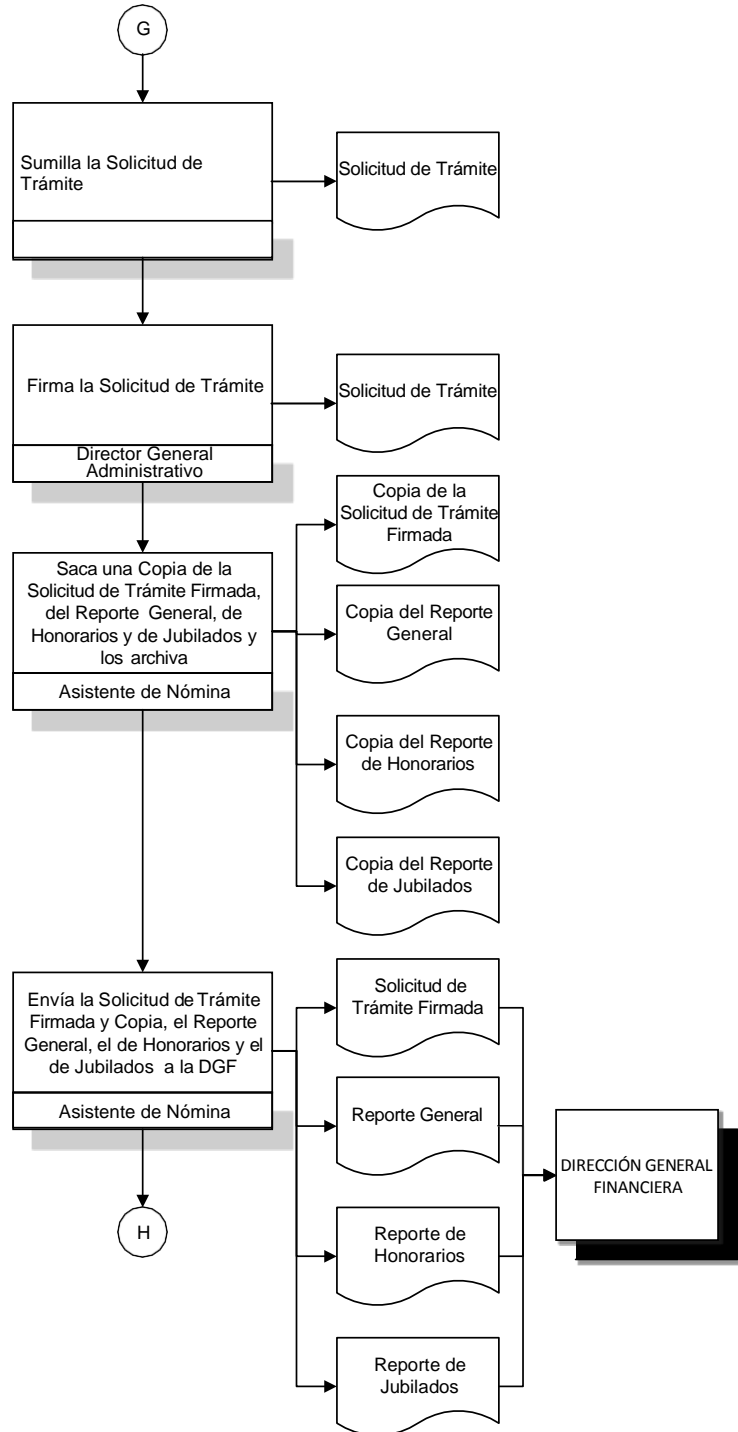 G
Sumilla la Solicitud de
Trámite
Solicitud de Trámite
Firma la Solicitud de Trámite
Director General
Administrativo
Solicitud de Trámite
Saca una Copia de la
Solicitud de Trámite Firmada,
del Reporte General, de
Honorarios y de Jubilados y
los archiva
Asistente de Nómina
Copia de la
Solicitud de Trámite
Firmada
Copia del Reporte
General
Copia del Reporte
de Honorarios
Copia del Reporte
de Jubilados
Envía la Solicitud de Trámite
Firmada y Copia, el Reporte
General, el de Honorarios y el
de Jubilados a la DGF
Asistente de Nómina
Solicitud de
Trámite Firmada
Reporte General
Reporte de
Honorarios
Reporte de
Jubilados
DIRECCIÓN GENERAL
FINANCIERA
H